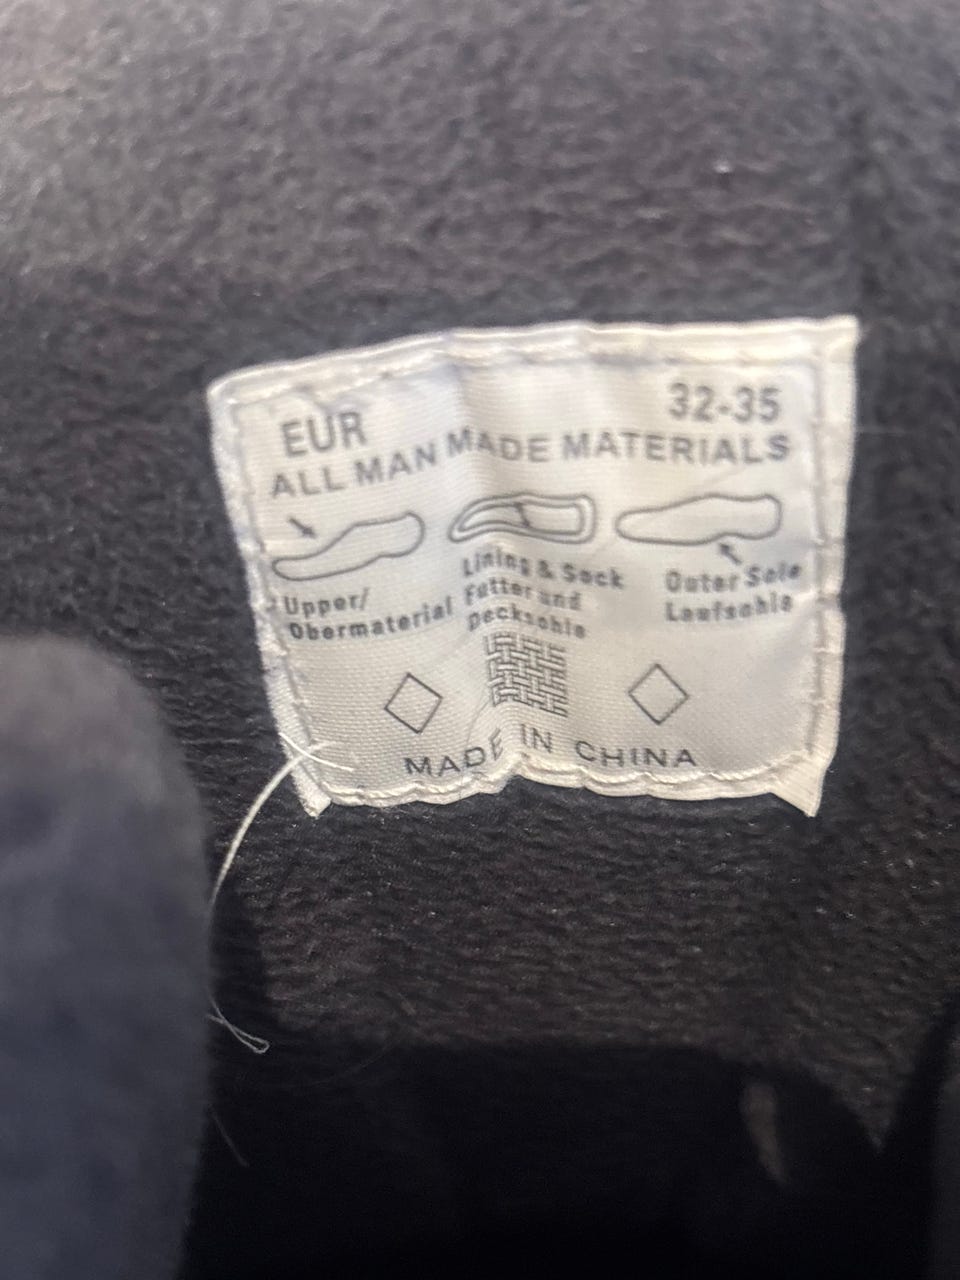 EUR 32-35
ALL MAN MADE MATERIALS
Upper/
Obermaterial
Lining & Sock
Futter und
Decksohle
Outer Sole
Laufsohle
MADE IN CHINA